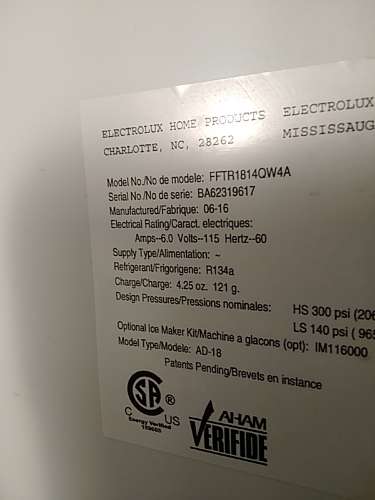 ELECTROLUX HOME PRODUCTS ELECTROLUX
CHARLOTTE, NC, 28262 MISSISSAUG
Model No./No de modele: FFTR1814QW4A
Serial No./No de serie: BA62319617
Manufactured/Fabrique: 06-16
Electrical Rating/Caract. electriques:
Amps--6.0 Volts--115 Hertz--60
Supply Type/Alimentation: ~
Refrigerant/Frigorigene: R134a
Charge/Charge: 4.25 oz. 121 g.
Design Pressures/Pressions nominales: HS 300 psi (206
LS 140 psi ( 965
Optional Ice Maker Kit/Machine a glacons (opt): IM116000
Model Type/Modele: AD-18
Patents Pending/Brevets en instance
CSA ®
C US
Energy Verified
AHAM
VERIFIDE